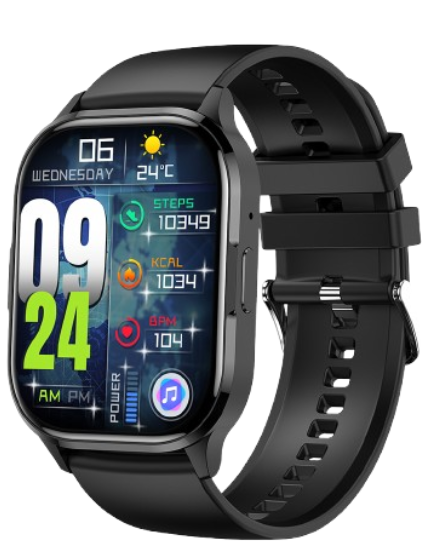 06
WEDNESDAY
24°C
09
24
AM PM
STEPS
10349
KCAL
1034
BPM
104
POWER